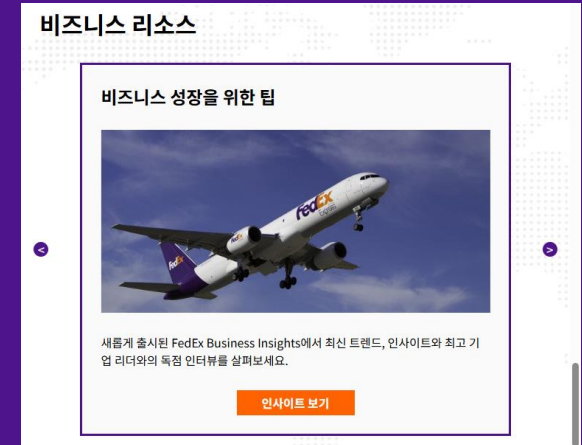 비즈니스 리소스
비즈니스 성장을 위한 팁
FedEx
Express
FedEx
FedEx
새롭게 출시된 FedEx Business Insights에서 최신 트렌드, 인사이트와 최고 기
업 리더와의 독점 인터뷰를 살펴보세요.
인사이트 보기